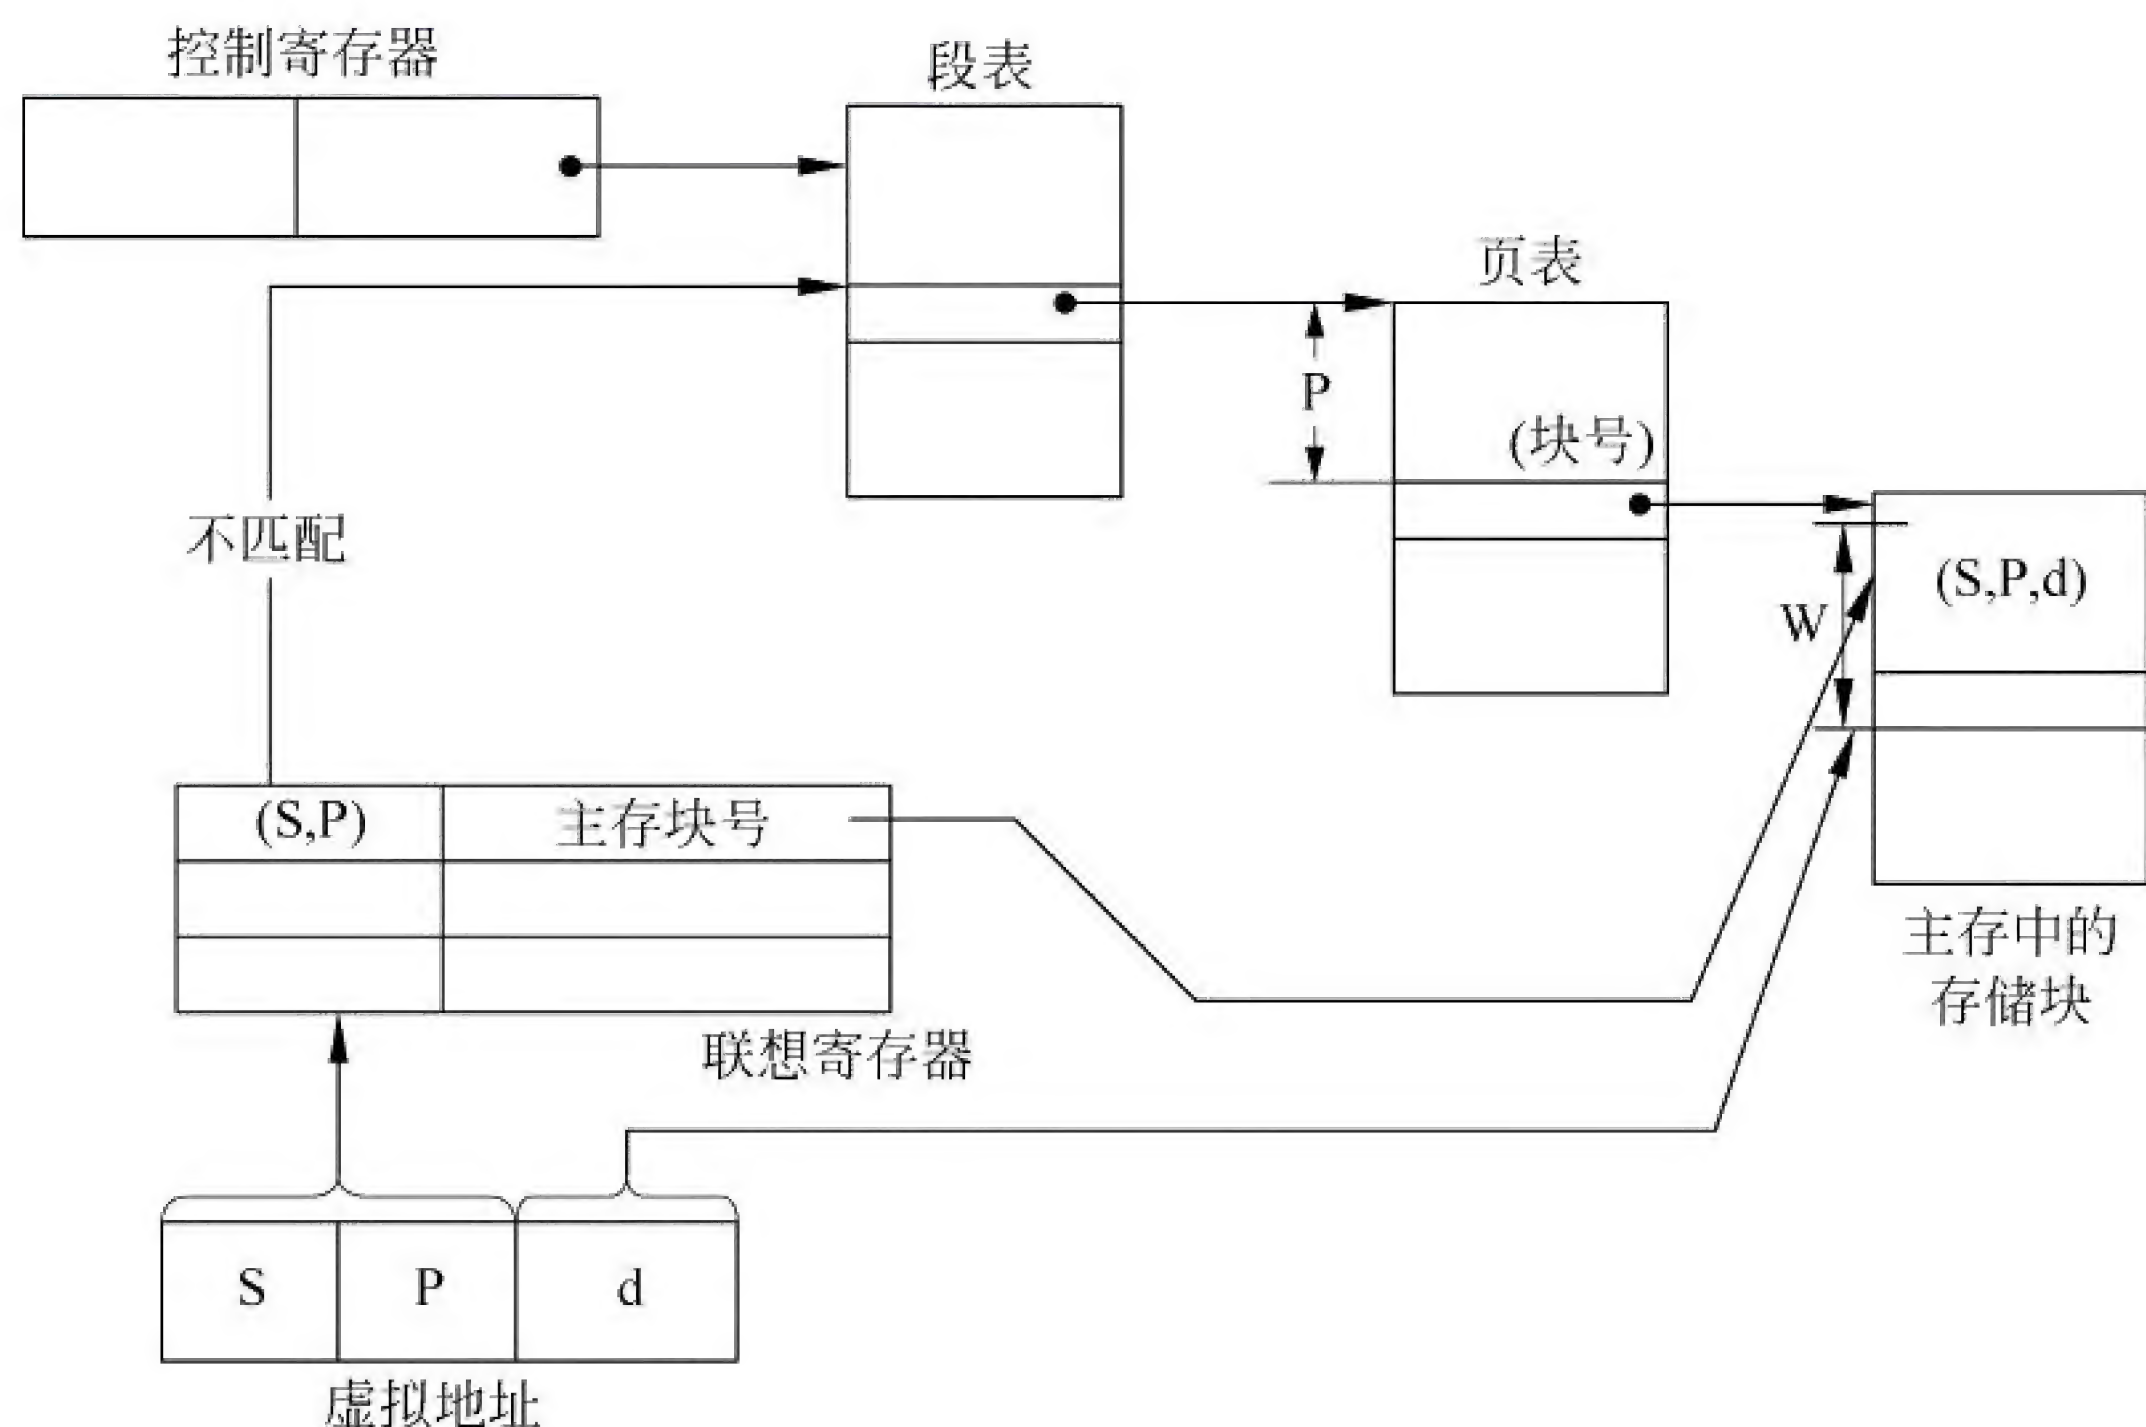 控制寄存器
段表
页表
P
(块号)
不匹配
(S,P,d)
W
(S,P)
主存块号
主存中的
存储块
联想寄存器
S
P
d
虚拟地址